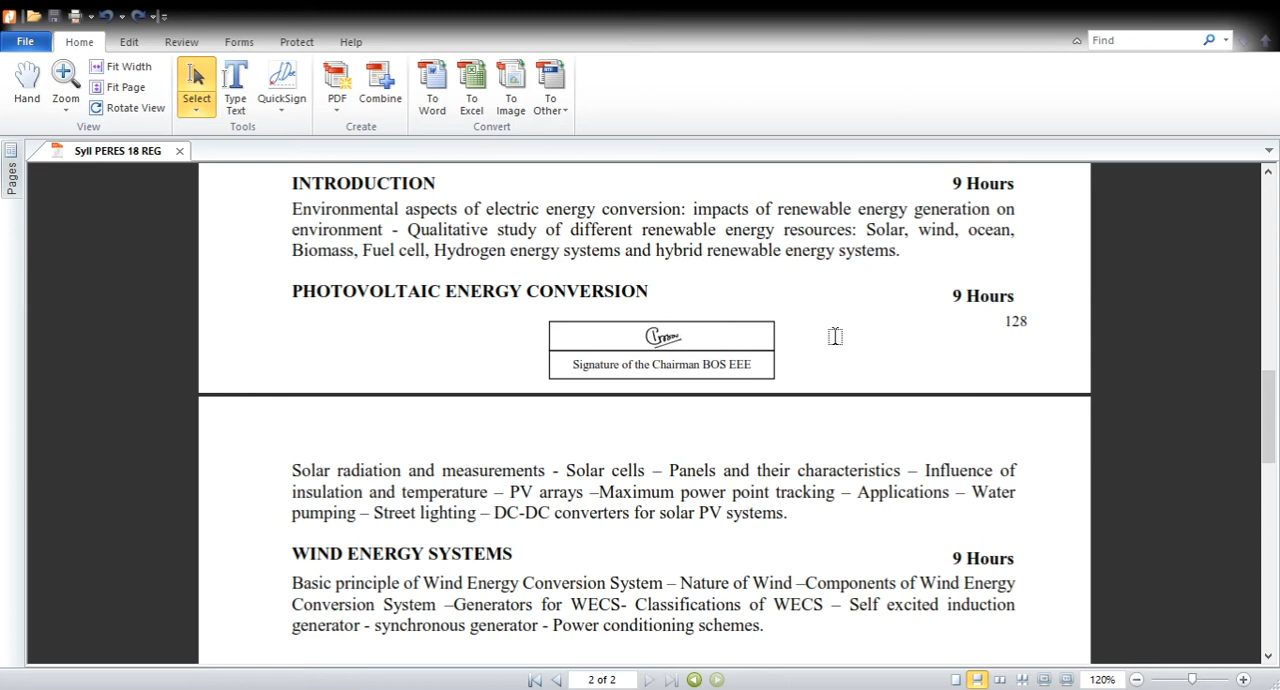 File Home Edit Review Forms Protect Help Find
Hand Zoom Fit Width Fit Page Rotate View
View
Select Type Text QuickSign
Tools
PDF Combine
Create
To Word To Excel To Image To Other
Convert
Pages
Syll PERES 18 REG
INTRODUCTION 9 Hours
Environmental aspects of electric energy conversion: impacts of renewable energy generation on
environment - Qualitative study of different renewable energy resources: Solar, wind, ocean,
Biomass, Fuel cell, Hydrogen energy systems and hybrid renewable energy systems.
PHOTOVOLTAIC ENERGY CONVERSION 9 Hours
128
Signature of the Chairman BOS EEE
Solar radiation and measurements - Solar cells – Panels and their characteristics – Influence of
insulation and temperature – PV arrays –Maximum power point tracking – Applications – Water
pumping – Street lighting – DC-DC converters for solar PV systems.
WIND ENERGY SYSTEMS 9 Hours
Basic principle of Wind Energy Conversion System – Nature of Wind –Components of Wind Energy
Conversion System –Generators for WECS- Classifications of WECS – Self excited induction
generator - synchronous generator - Power conditioning schemes.
2 of 2 120%